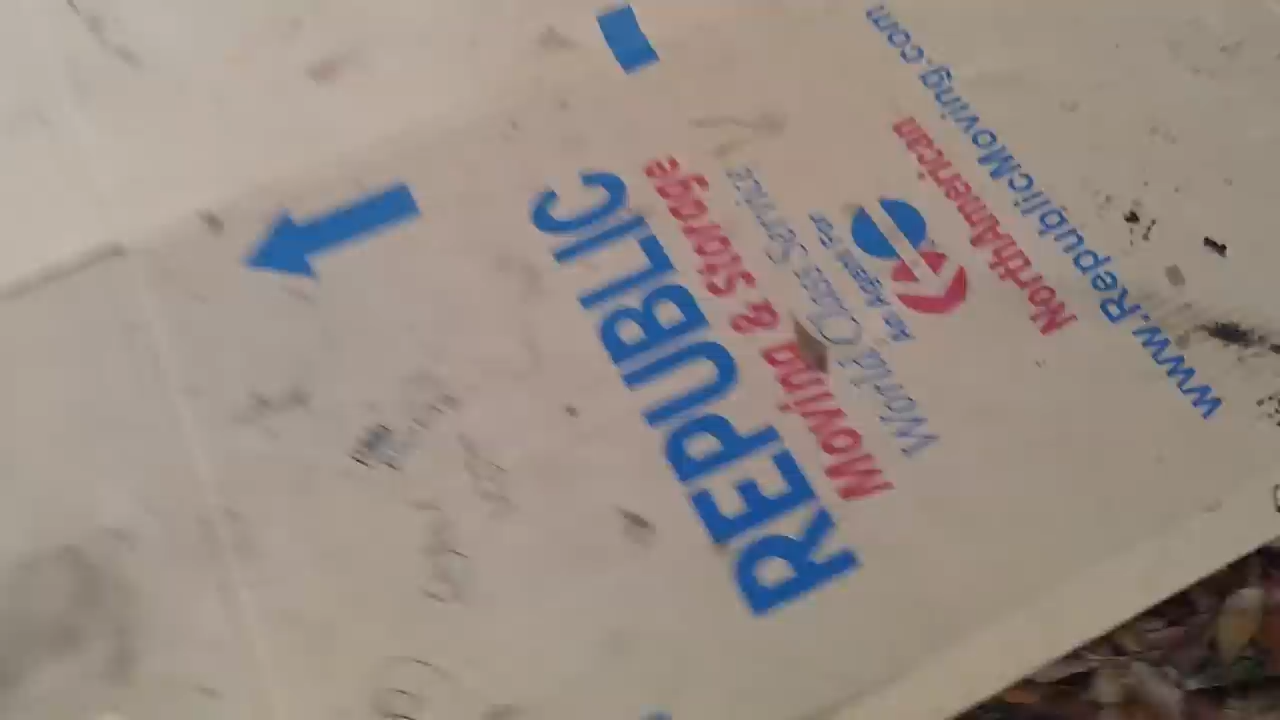 REPUBLIC
Moving & Storage
World Class Service
An Agent For
NorthAmerican
www.RepublicMoving.com